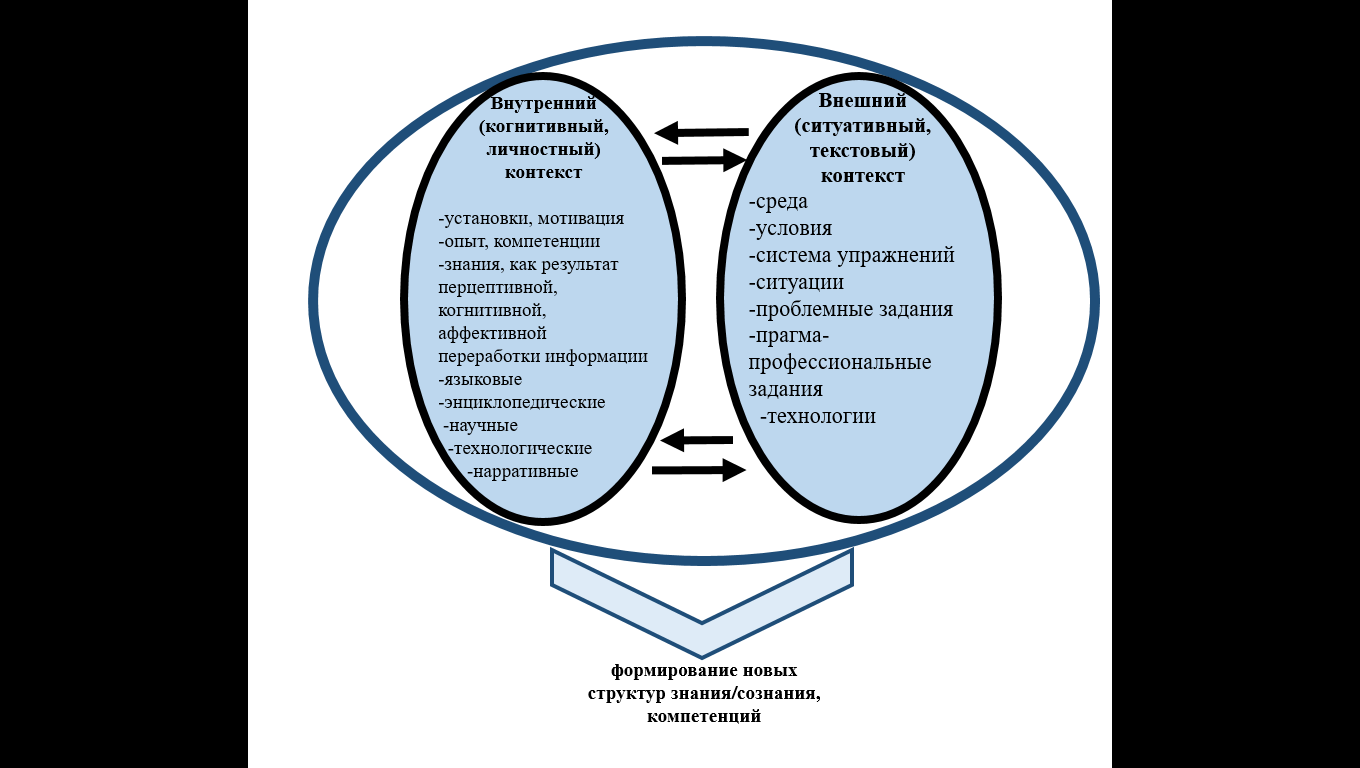 Внутренний
(когнитивный,
личностный)
контекст
-установки, мотивация
-опыт, компетенции
-знания, как результат
перцептивной,
когнитивной,
аффективной
переработки информации
-языковые
-энциклопедические
-научные
-технологические
-нарративные
Внешний
(ситуативный,
текстовый)
контекст
-среда
-условия
-система упражнений
-ситуации
-проблемные задания
-прагма-
профессиональные
задания
-технологии
формирование новых
структур знания/сознания,
компетенций